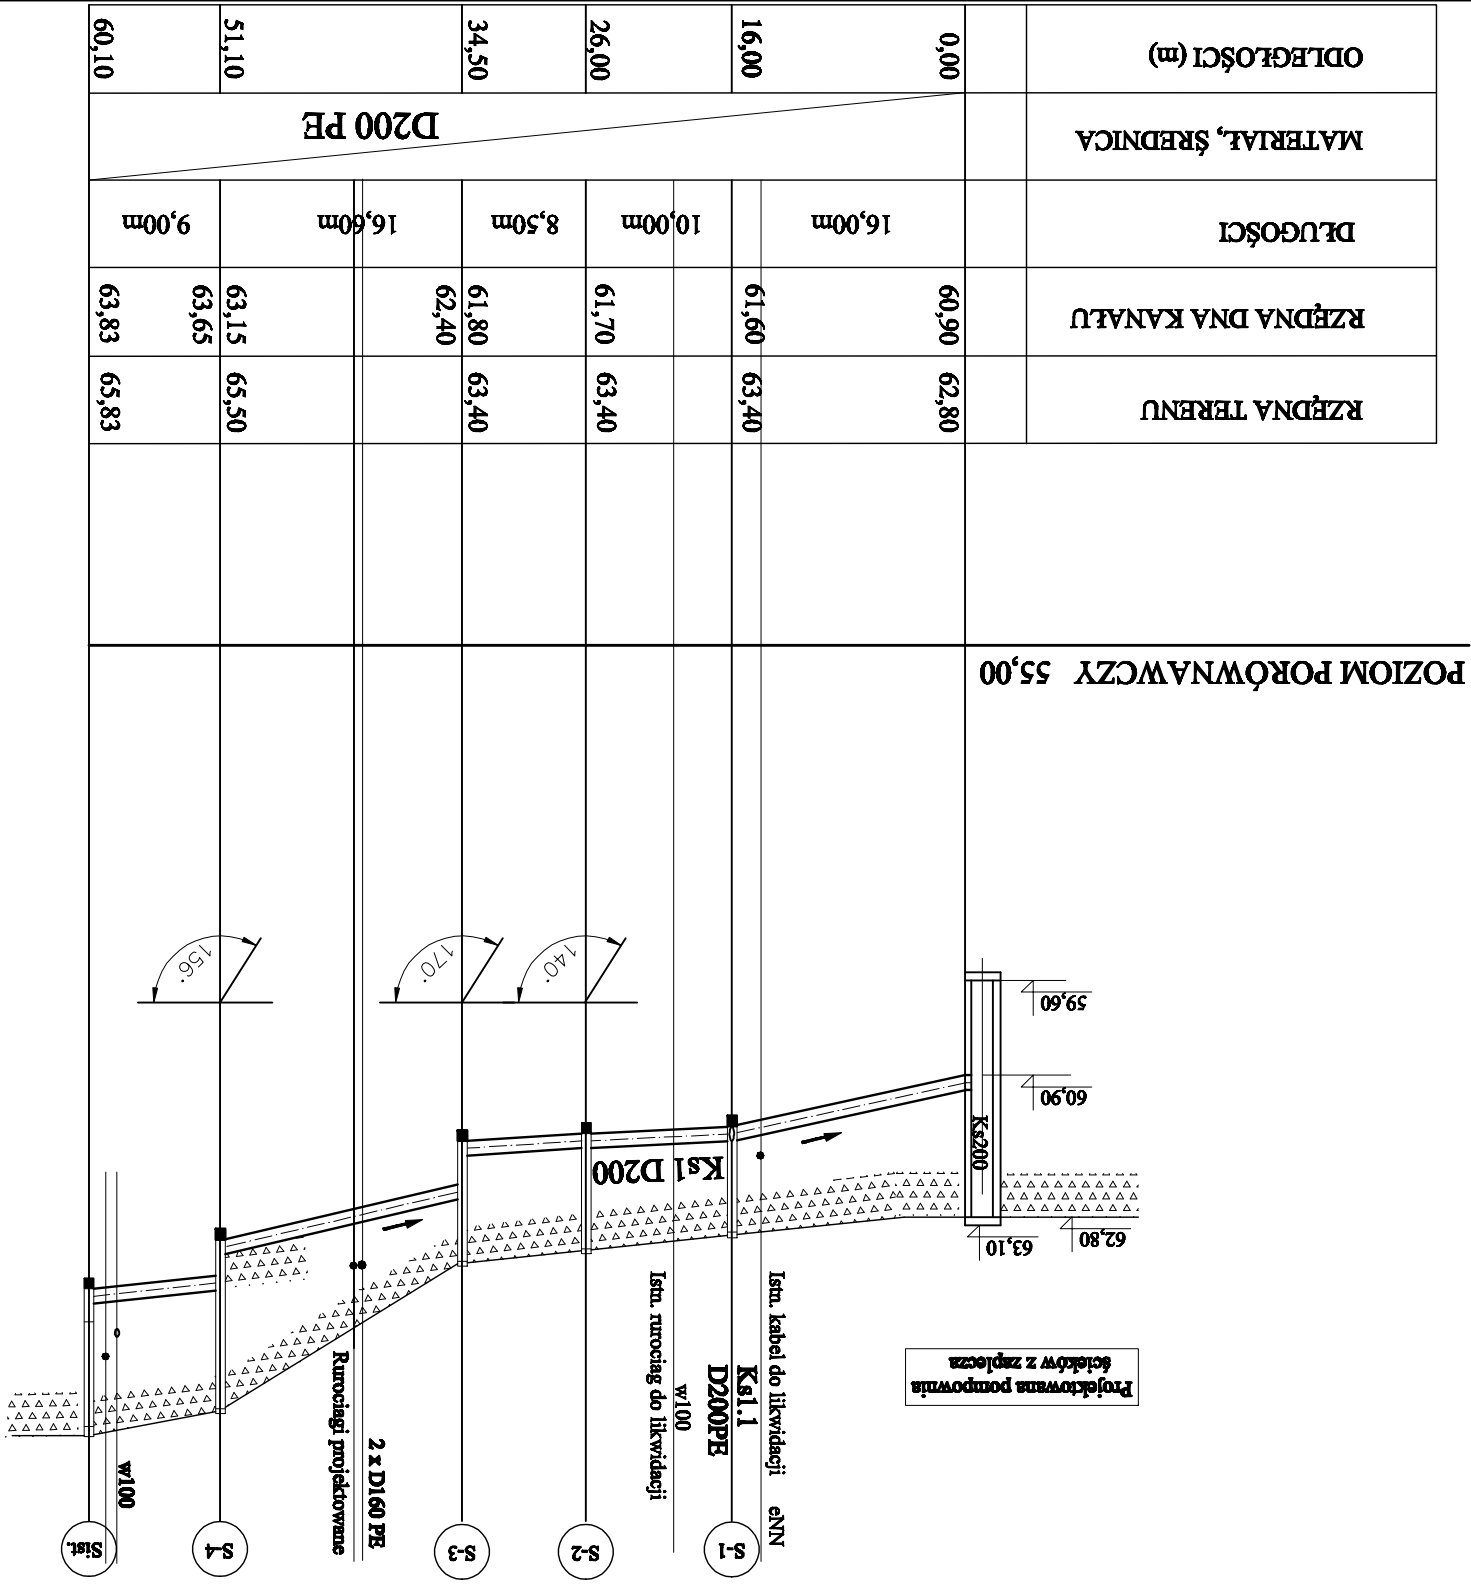 S-1
S-2
S-3
S-4
Sist.
Projektowana pompownia
ścieków z zaplecza
Istn. kabel do likwidacji eNN
Ks1.1
D200PE
w100
Istn. rurociag do likwidacji
2 x D160 PE
Rurociagi projektowane
w100
63,10
62,80
Ks200
60,90
59,60
Ks1 D200
140°
170°
156°
POZIOM PORÓWNAWCZY 55,00
RZĘDNA TERENU 62,80 63,40 63,40 63,40 65,50 65,83
RZĘDNA DNA KANAŁU 60,90 61,60 61,70 61,80 62,40 63,15 63,65 63,83
DŁUGOŚCI 16,00m 10,00m 8,50m 16,60m 9,00m
MATERIAŁ, ŚREDNICA D200 PE
ODLEGŁOŚCI (m) 0,00 16,00 26,00 34,50 51,10 60,10